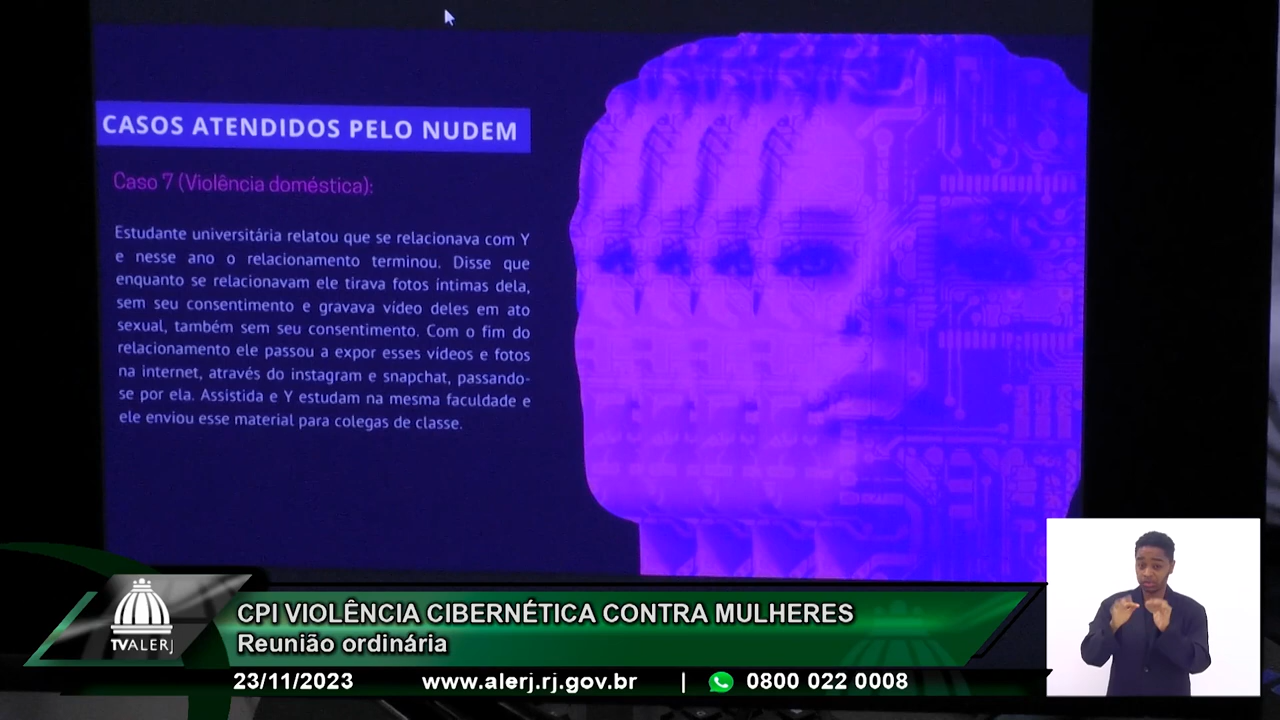 CASOS ATENDIDOS PELO NUDEM
Caso 7 (Violência doméstica):
Estudante universitária relatou que se relacionava com Y
e nesse ano o relacionamento terminou. Disse que
enquanto se relacionavam ele tirava fotos íntimas dela,
sem seu consentimento e gravava vídeo deles em ato
sexual, também sem seu consentimento. Com o fim do
relacionamento ele passou a expor esses vídeos e fotos
na internet, através do instagram e snapchat, passando-
se por ela. Assistida e Y estudam na mesma faculdade e
ele enviou esse material para colegas de classe.
CPI VIOLÊNCIA CIBERNÉTICA CONTRA MULHERES
Reunião ordinária
TVALERJ
23/11/2023 www.alerj.rj.gov.br | 0800 022 0008